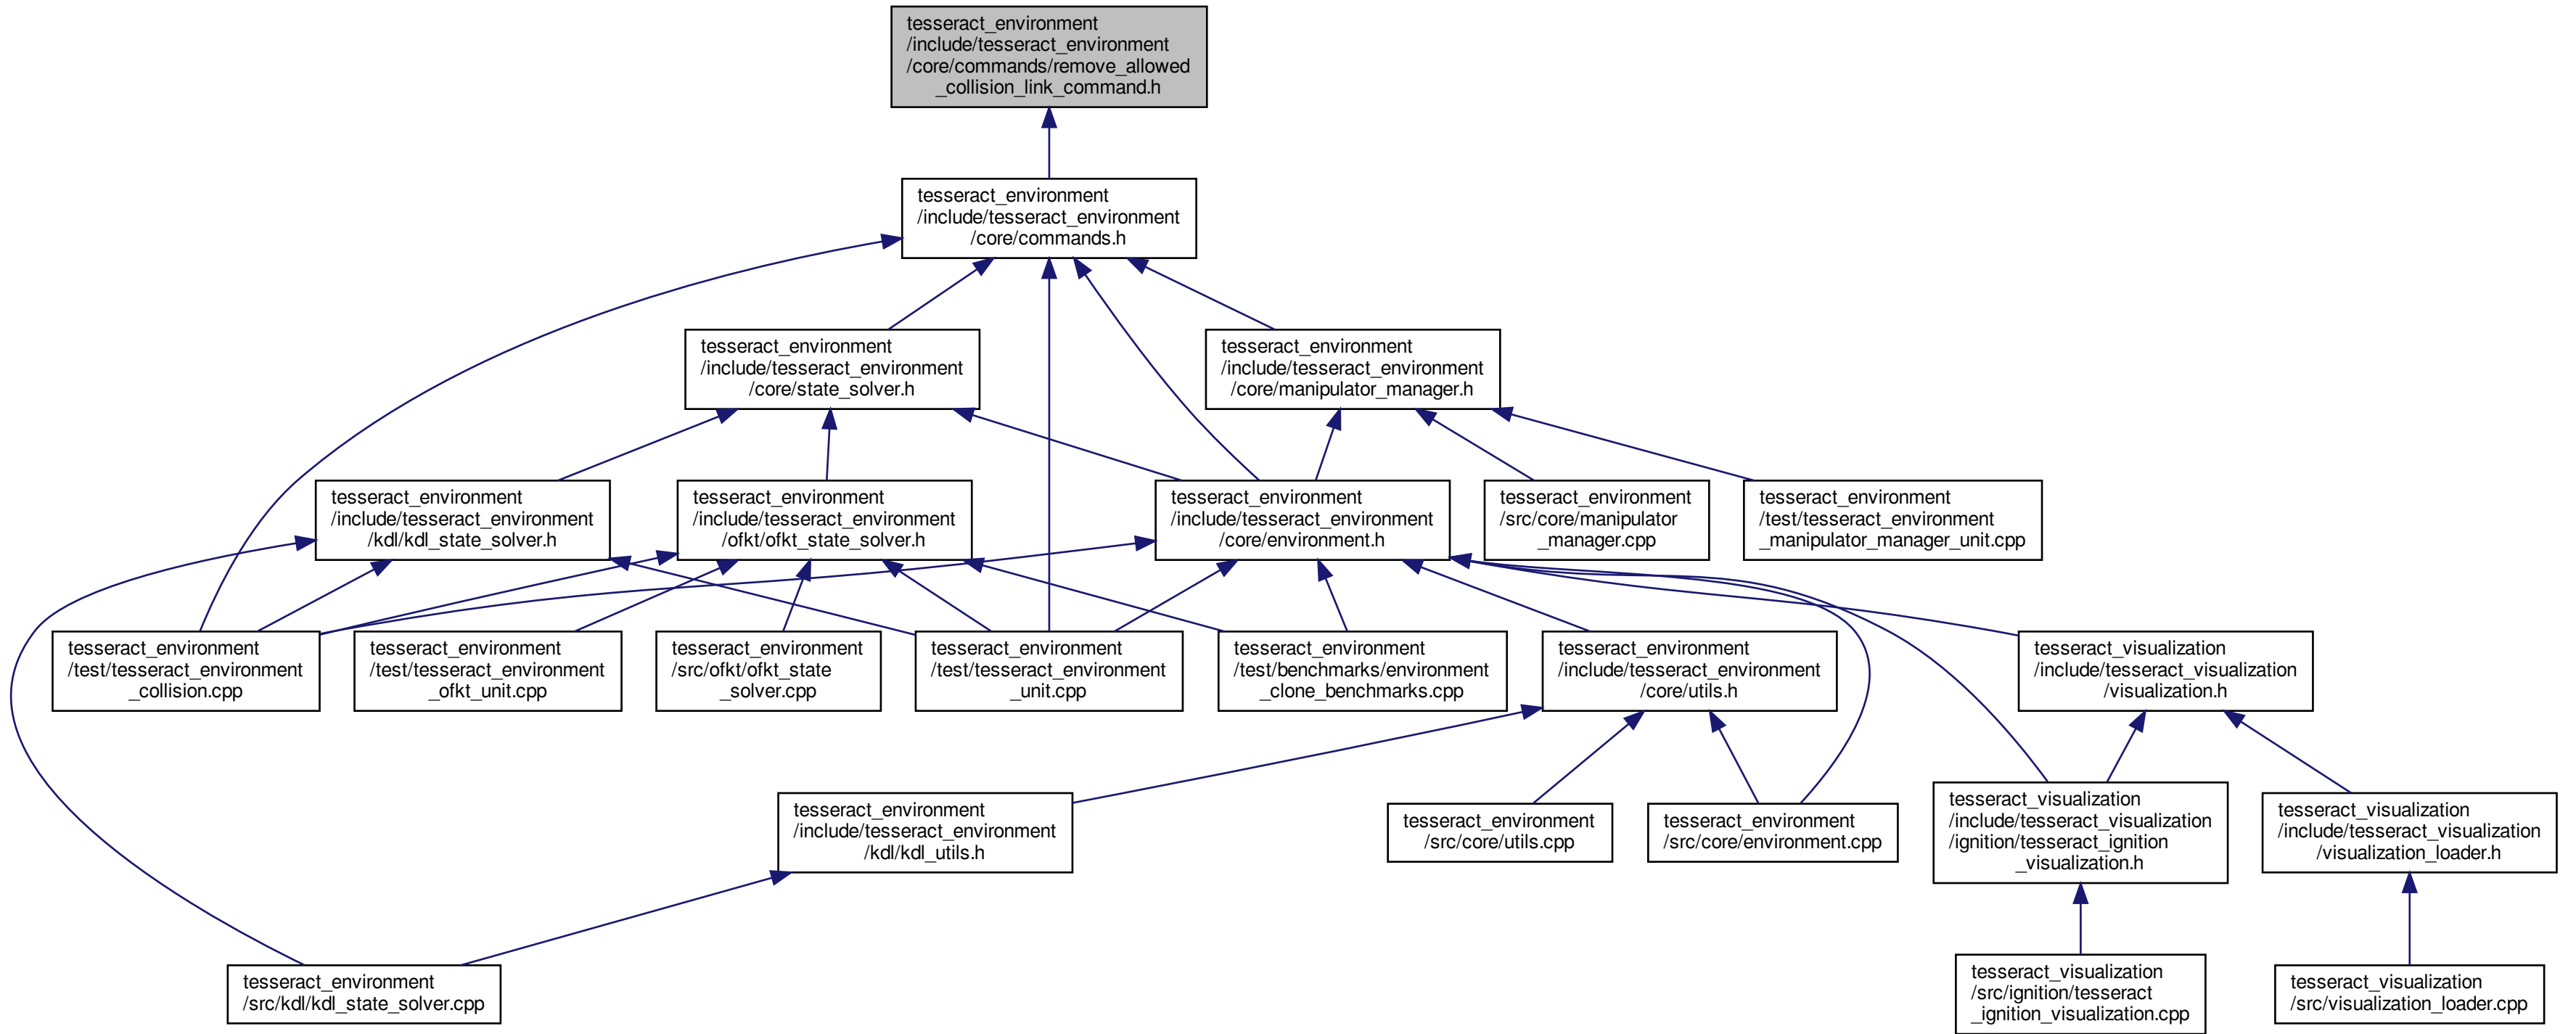 tesseract_environment
/include/tesseract_environment
/core/commands/remove_allowed
_collision_link_command.h
tesseract_environment
/include/tesseract_environment
/core/commands.h
tesseract_environment
/include/tesseract_environment
/core/state_solver.h
tesseract_environment
/include/tesseract_environment
/core/manipulator_manager.h
tesseract_environment
/include/tesseract_environment
/kdl/kdl_state_solver.h
tesseract_environment
/include/tesseract_environment
/ofkt/ofkt_state_solver.h
tesseract_environment
/include/tesseract_environment
/core/environment.h
tesseract_environment
/src/core/manipulator
_manager.cpp
tesseract_environment
/test/tesseract_environment
_manipulator_manager_unit.cpp
tesseract_environment
/test/tesseract_environment
_collision.cpp
tesseract_environment
/test/tesseract_environment
_ofkt_unit.cpp
tesseract_environment
/src/ofkt/ofkt_state
_solver.cpp
tesseract_environment
/test/tesseract_environment
_unit.cpp
tesseract_environment
/test/benchmarks/environment
_clone_benchmarks.cpp
tesseract_environment
/include/tesseract_environment
/core/utils.h
tesseract_visualization
/include/tesseract_visualization
/visualization.h
tesseract_environment
/include/tesseract_environment
/kdl/kdl_utils.h
tesseract_environment
/src/core/utils.cpp
tesseract_environment
/src/core/environment.cpp
tesseract_visualization
/include/tesseract_visualization
/ignition/tesseract_ignition
_visualization.h
tesseract_visualization
/include/tesseract_visualization
/visualization_loader.h
tesseract_environment
/src/kdl/kdl_state_solver.cpp
tesseract_visualization
/src/ignition/tesseract
_ignition_visualization.cpp
tesseract_visualization
/src/visualization_loader.cpp